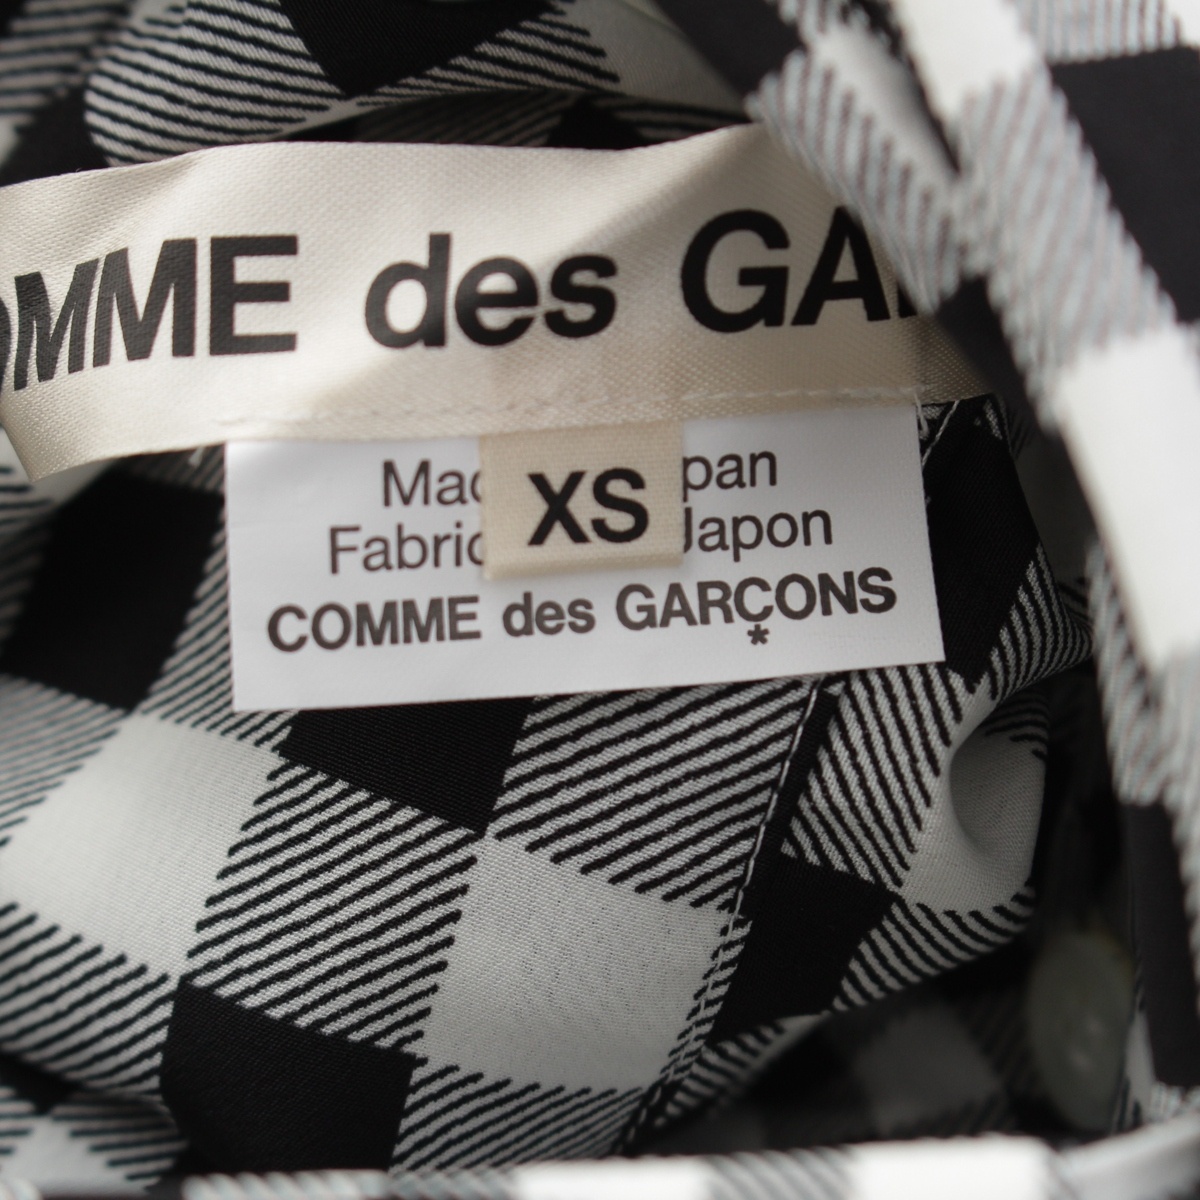 OMME des GA
XS
Mad pan
Fabric Japon
COMME des GARÇONS
*